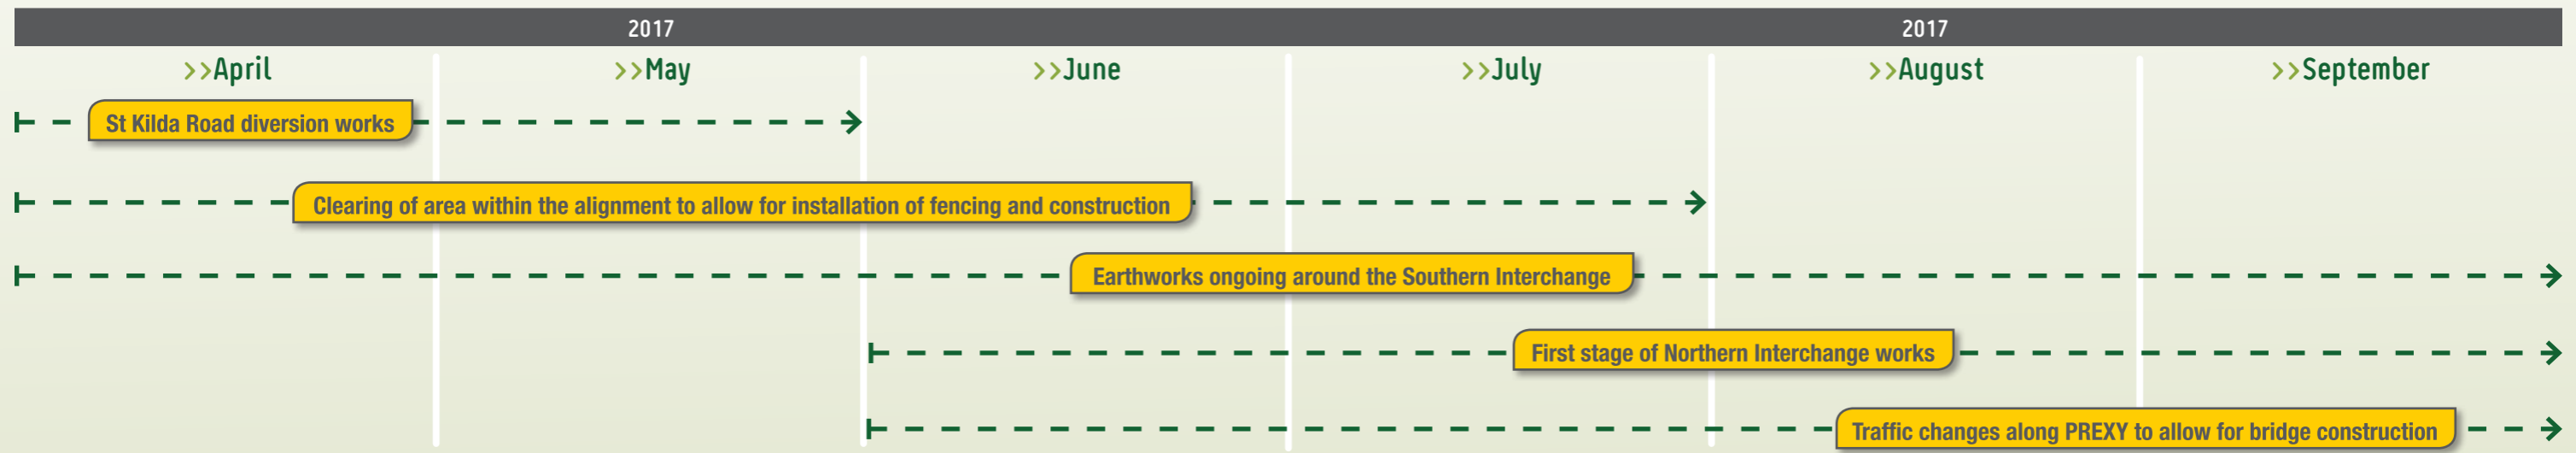 2017 2017
>>April >>May >>June >>July >>August >>September
St Kilda Road diversion works
Clearing of area within the alignment to allow for installation of fencing and construction
Earthworks ongoing around the Southern Interchange
First stage of Northern Interchange works
Traffic changes along PREXY to allow for bridge construction